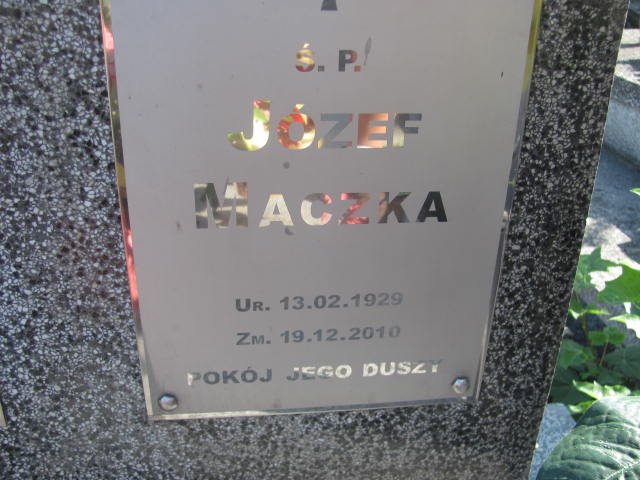 Ś. P.
JÓZEF
MĄCZKA
UR. 13.02.1929
ZM. 19.12.2010
POKÓJ JEGO DUSZY